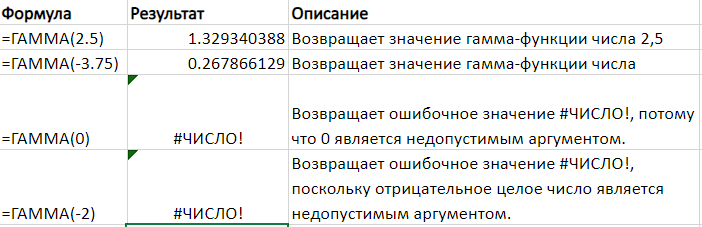 Формула Результат Описание
=ГАММА(2.5) 1.329340388 Возвращает значение гамма-функции числа 2,5
=ГАММА(-3.75) 0.267866129 Возвращает значение гамма-функции числа
Возвращает ошибочное значение #ЧИСЛО!, потому
=ГАММА(0) #ЧИСЛО! что 0 является недопустимым аргументом.
Возвращает ошибочное значение #ЧИСЛО!,
поскольку отрицательное целое число является
=ГАММА(-2) #ЧИСЛО! недопустимым аргументом.